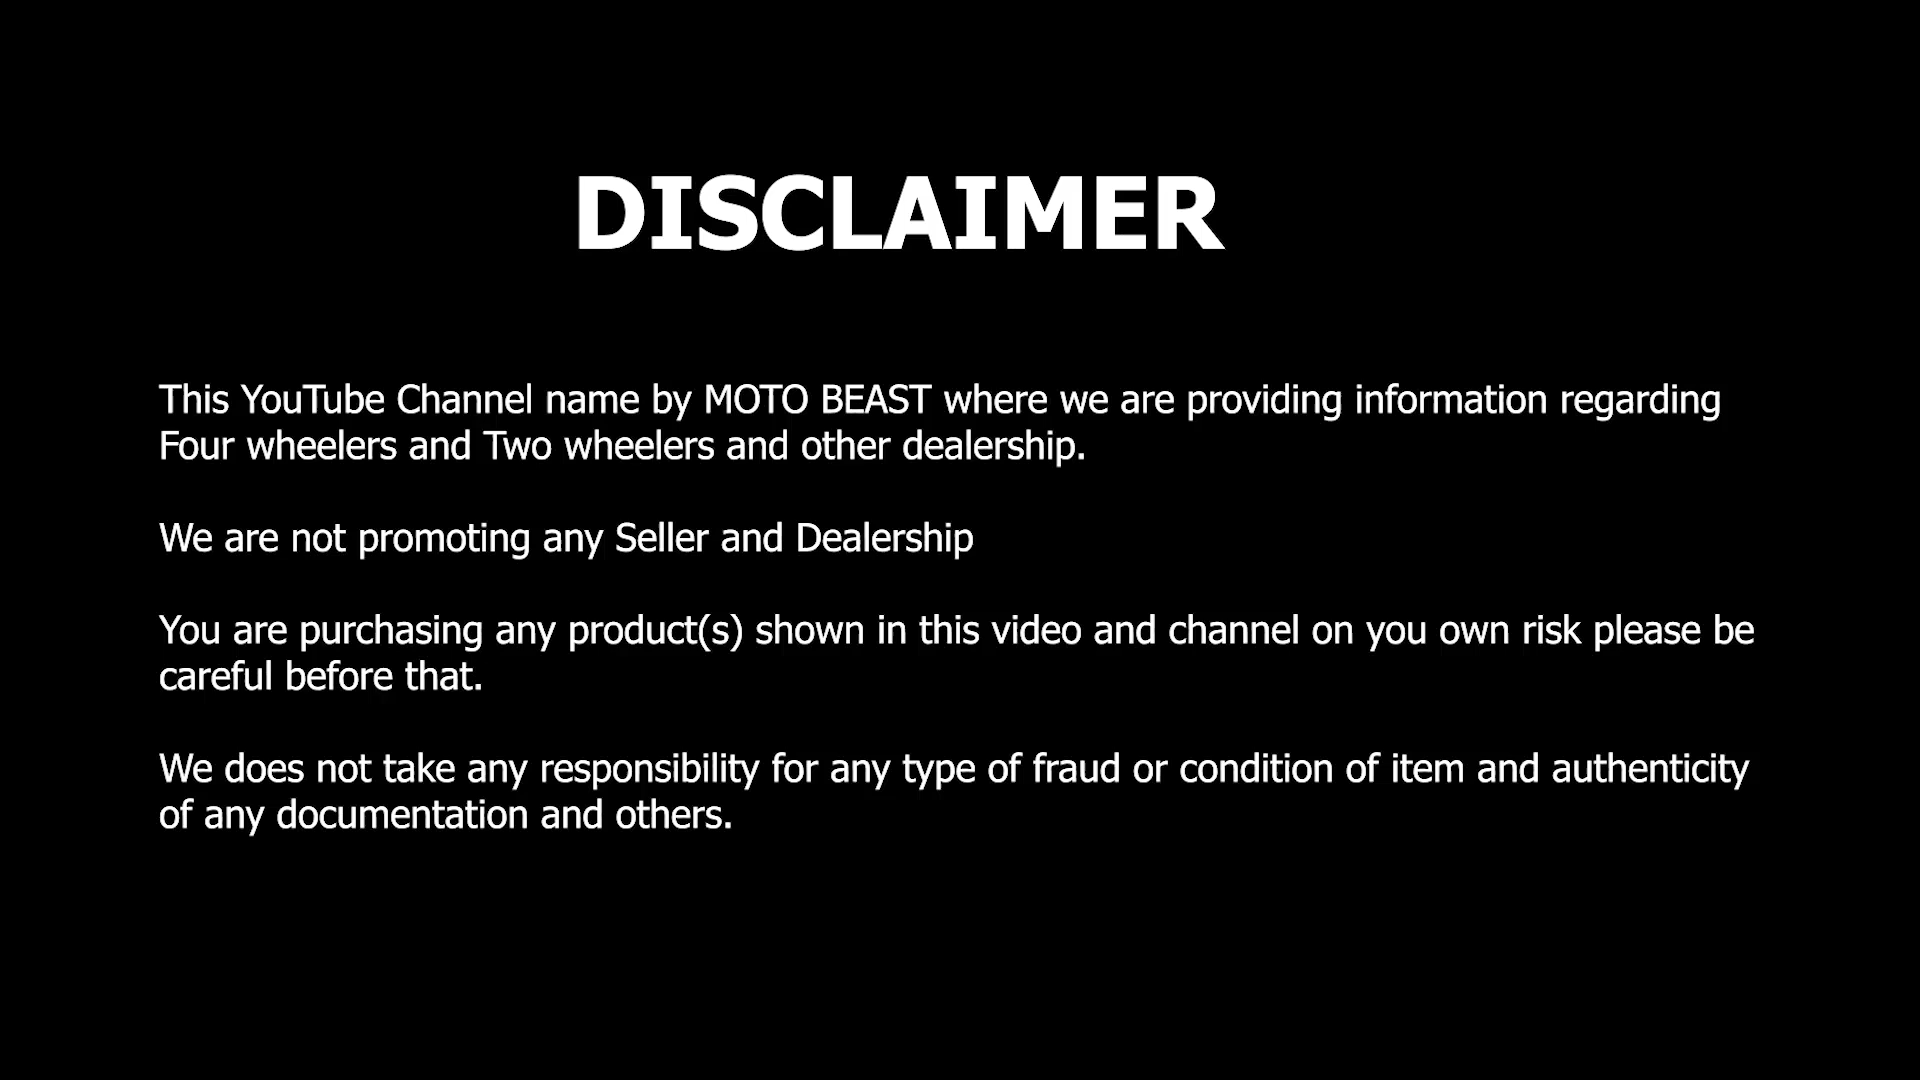 DISCLAIMER
This YouTube Channel name by MOTO BEAST where we are providing information regarding
Four wheelers and Two wheelers and other dealership.
We are not promoting any Seller and Dealership
You are purchasing any product(s) shown in this video and channel on you own risk please be
careful before that.
We does not take any responsibility for any type of fraud or condition of item and authenticity
of any documentation and others.